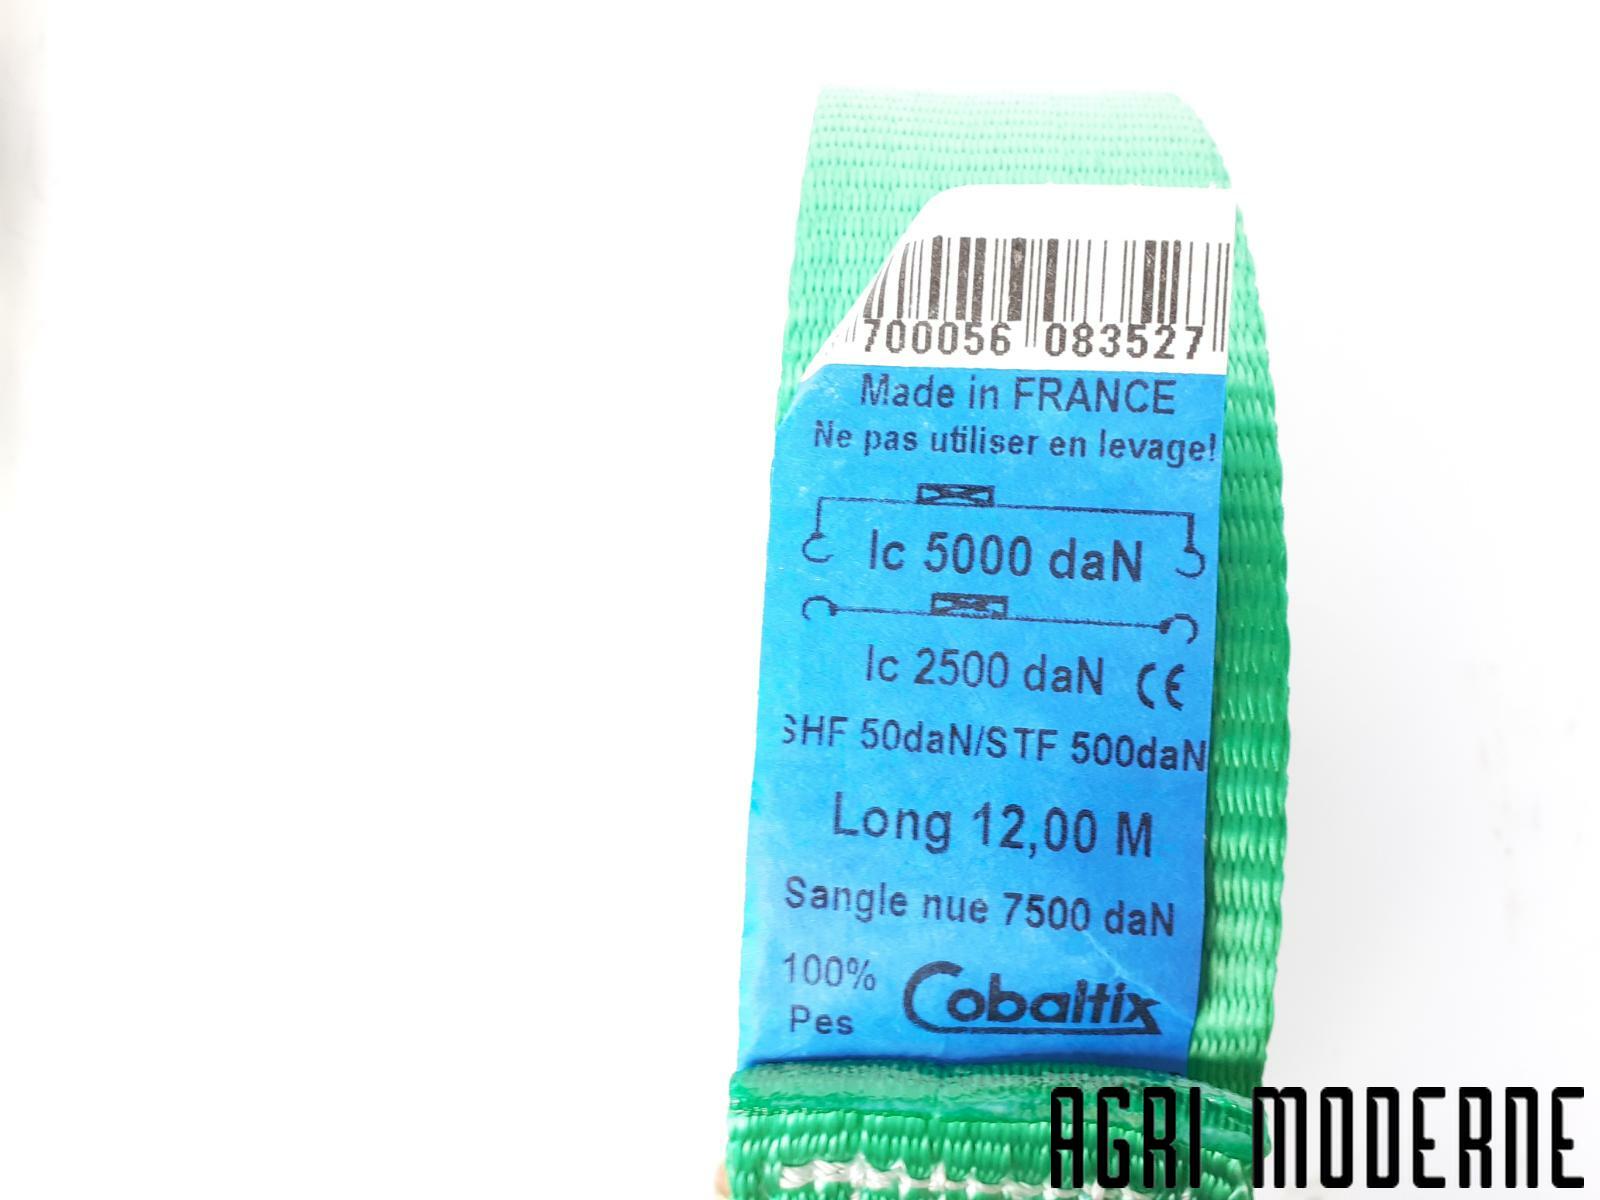 700056 083527
Made in FRANCE
Ne pas utiliser en levage!
lc 5000 daN
lc 2500 daN CE
SHF 50daN/STF 500daN
Long 12,00 M
Sangle nue 7500 daN
100%
Pes
Cobaltix
AGRI MODERNE